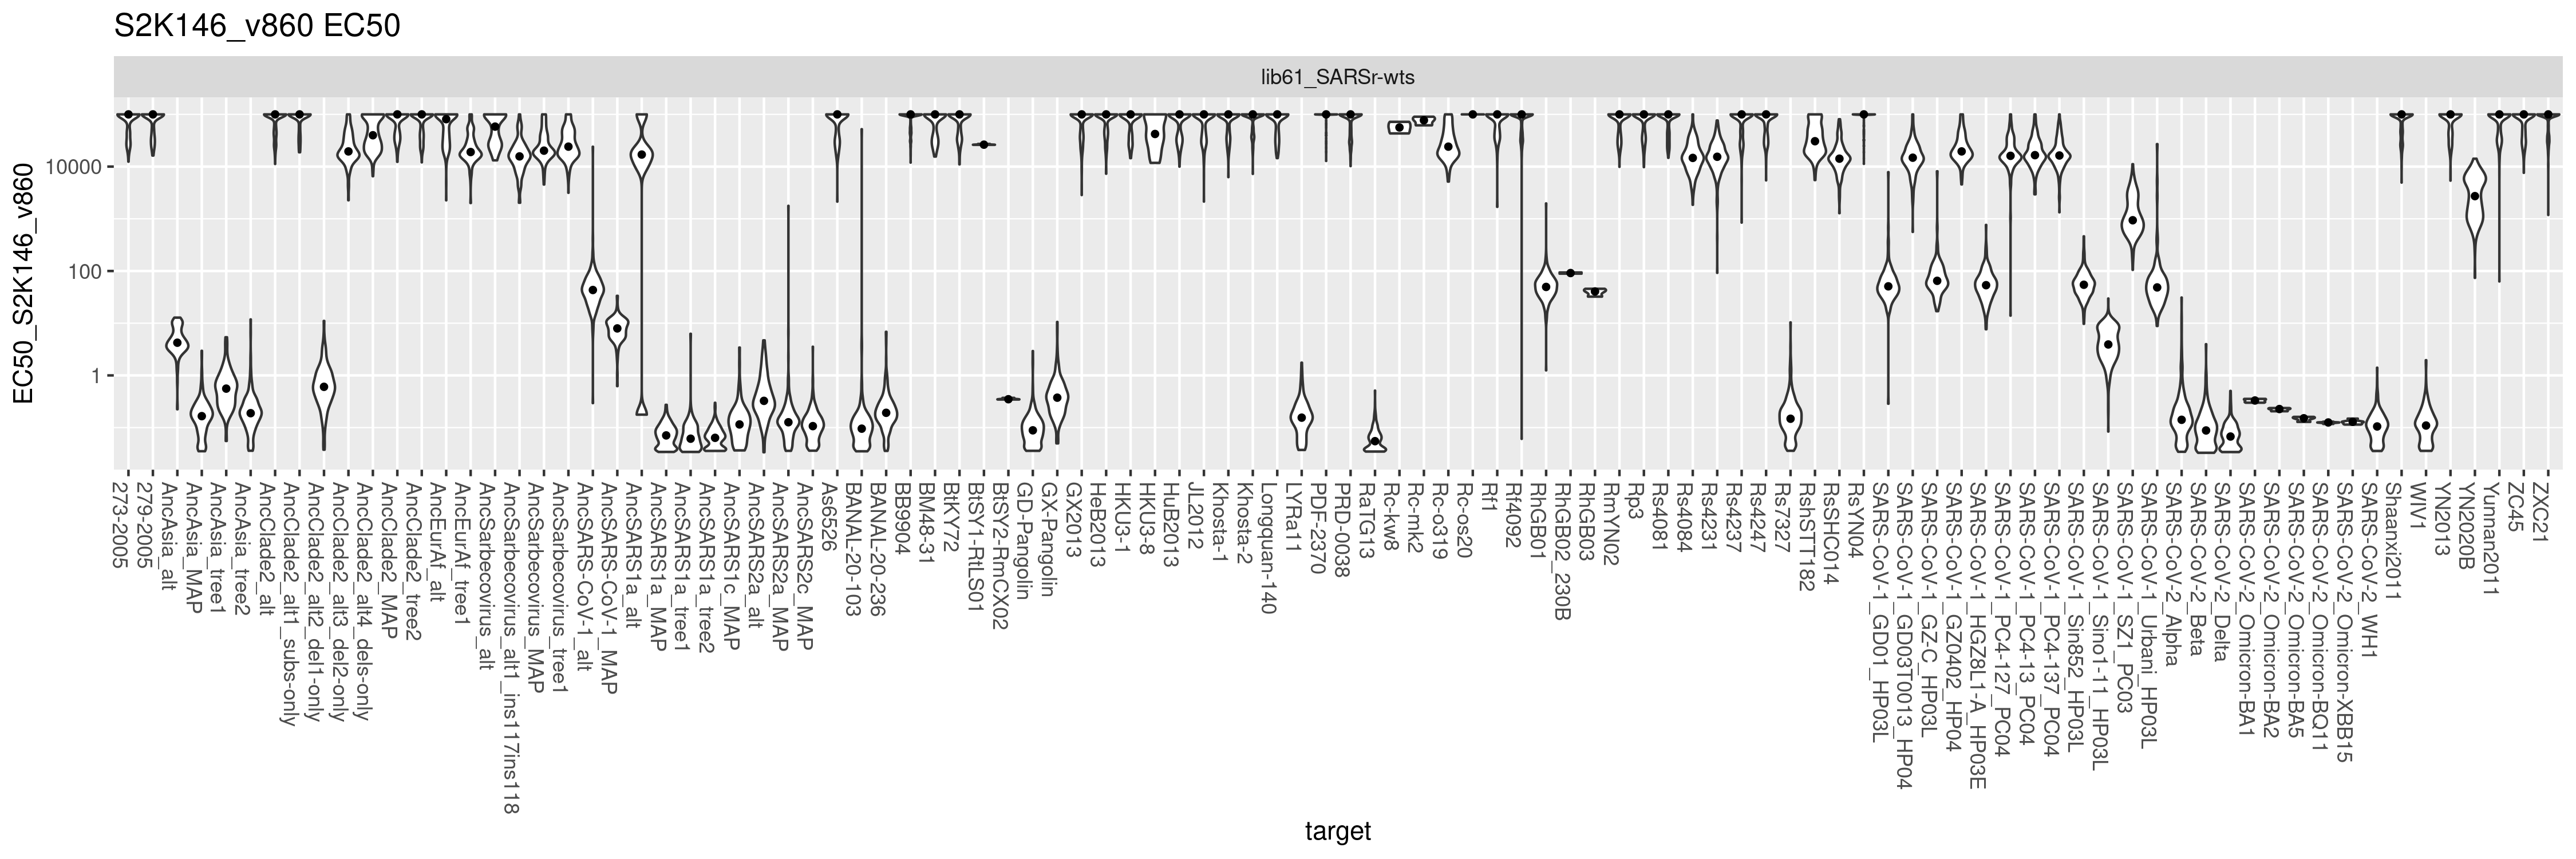 S2K146_v860 EC50
lib61_SARSr-wts
EC50_S2K146_v860
10000
100
1
273-2005
279-2005
AncAsia_alt
AncAsia_MAP
AncAsia_tree1
AncAsia_tree2
AncClade2_alt
AncClade2_alt1_subs-only
AncClade2_alt2_del1-only
AncClade2_alt3_del2-only
AncClade2_alt4_dels-only
AncClade2_MAP
AncClade2_tree2
AncEurAf_alt
AncEurAf_tree1
AncSarbecovirus_alt
AncSarbecovirus_alt1_ins117ins118
AncSarbecovirus_MAP
AncSarbecovirus_tree1
AncSARS-CoV-1_alt
AncSARS-CoV-1_MAP
AncSARS1a_alt
AncSARS1a_MAP
AncSARS1a_tree1
AncSARS1a_tree2
AncSARS1c_MAP
AncSARS2a_alt
AncSARS2a_MAP
AncSARS2c_MAP
As6526
BANAL-20-103
BANAL-20-236
BB9904
BM48-31
BtKY72
BtSY1-RtLS01
BtSY2-RmCX02
GD-Pangolin
GX-Pangolin
GX2013
HeB2013
HKU3-1
HKU3-8
HuB2013
JL2012
Khosta-1
Khosta-2
Longquan-140
LYRa11
PDF-2370
PRD-0038
RaTG13
Rc-kw8
Rc-mk2
Rc-o319
Rc-os20
Rf1
Rf4092
RhGB01
RhGB02_230B
RhGB03
RmYN02
Rp3
Rs4081
Rs4084
Rs4231
Rs4237
Rs4247
Rs7327
RshSTT182
RsSHC014
RsYN04
SARS-CoV-1_GD01_HP03L
SARS-CoV-1_GD03T0013_HP04
SARS-CoV-1_GZ-C_HP03L
SARS-CoV-1_GZ0402_HP04
SARS-CoV-1_HGZ8L1-A_HP03E
SARS-CoV-1_PC4-127_PC04
SARS-CoV-1_PC4-13_PC04
SARS-CoV-1_PC4-137_PC04
SARS-CoV-1_Sin852_HP03L
SARS-CoV-1_Sino1-11_HP03L
SARS-CoV-1_SZ1_PC03
SARS-CoV-1_Urbani_HP03L
SARS-CoV-2_Alpha
SARS-CoV-2_Beta
SARS-CoV-2_Delta
SARS-CoV-2_Omicron-BA1
SARS-CoV-2_Omicron-BA2
SARS-CoV-2_Omicron-BA5
SARS-CoV-2_Omicron-BQ11
SARS-CoV-2_Omicron-XBB15
SARS-CoV-2_WH1
Shaanxi2011
WIV1
YN2013
YN2020B
Yunnan2011
ZC45
ZXC21
target